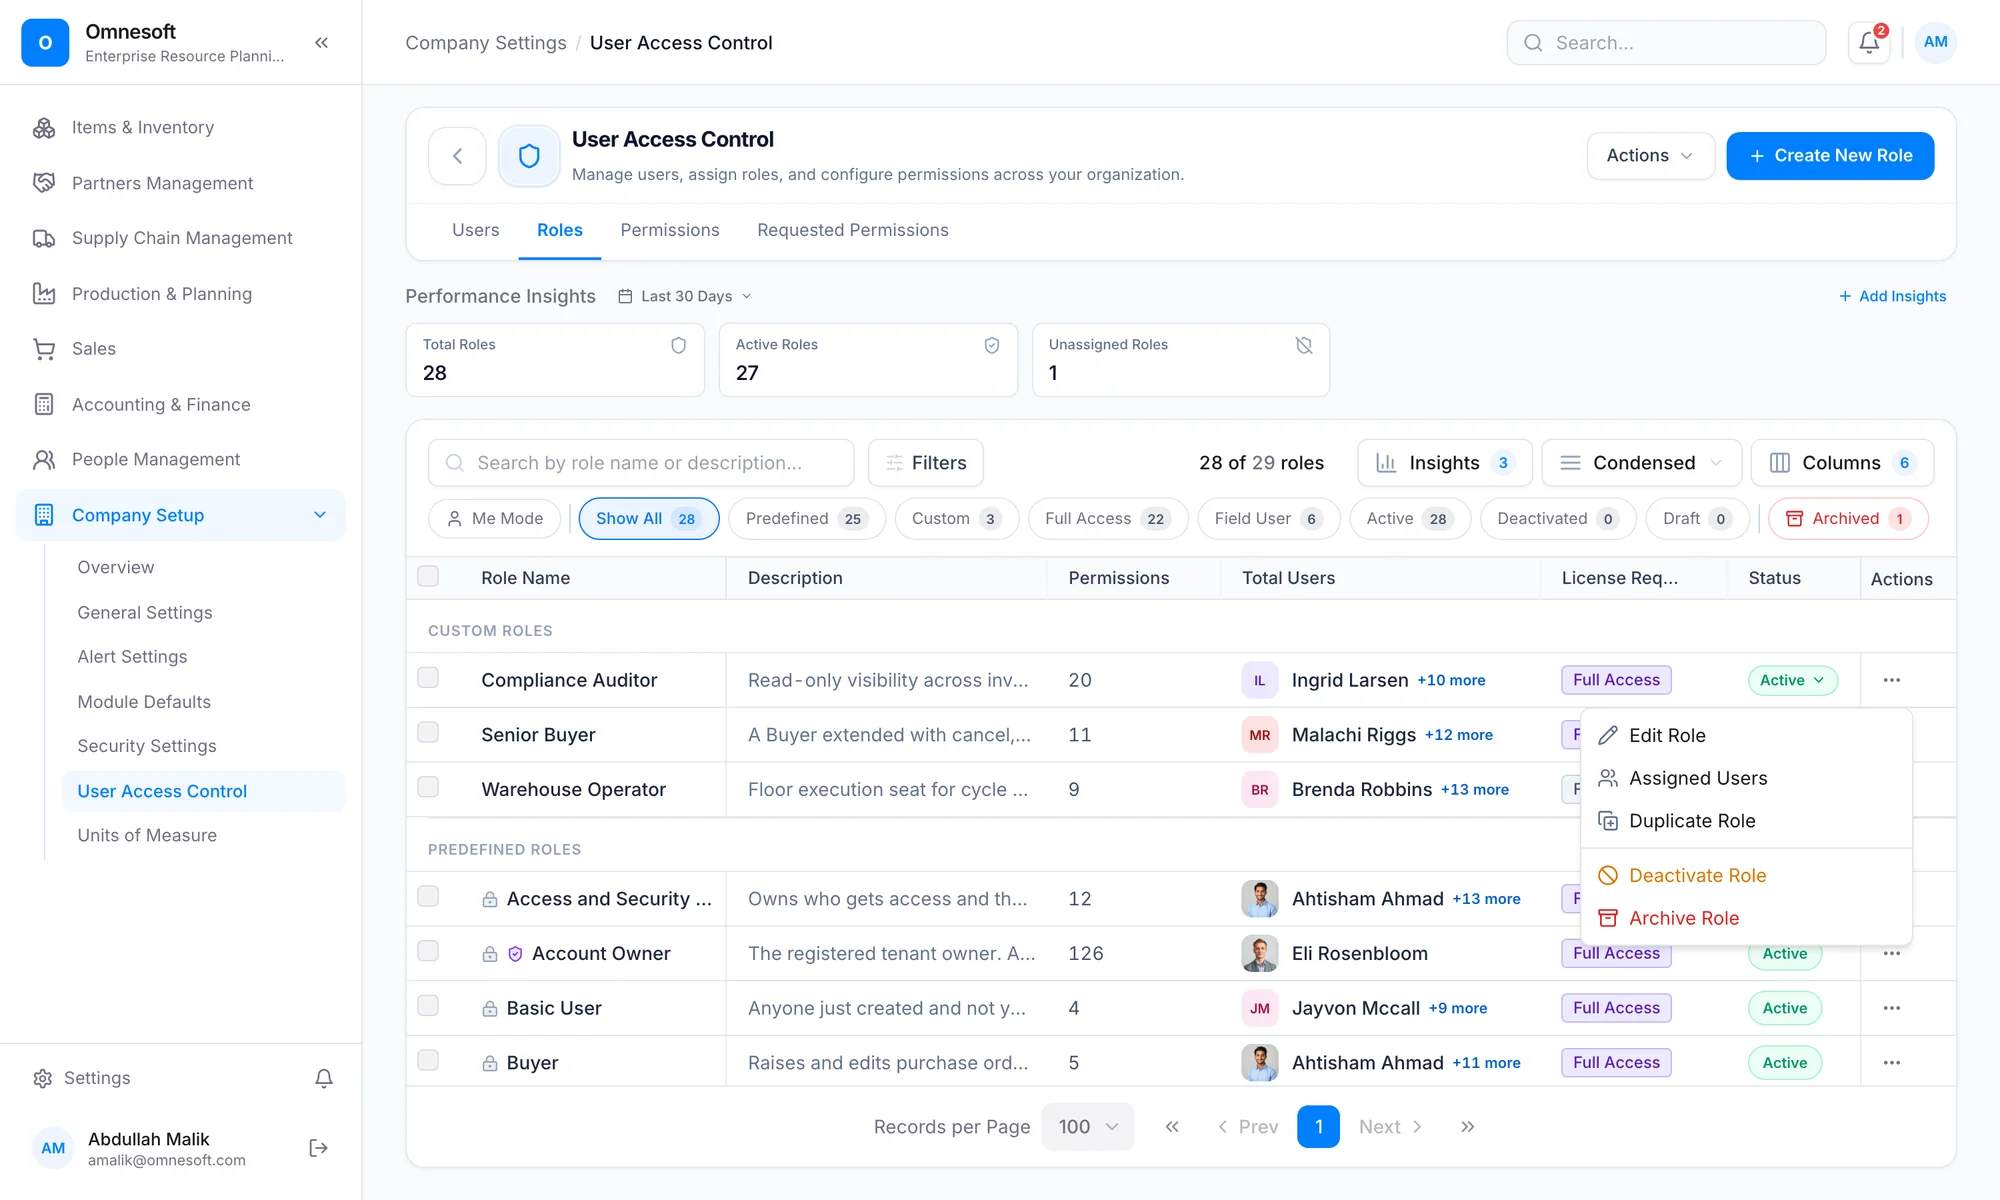 O
Omnesoft
Enterprise Resource Planni...
Items & Inventory
Partners Management
Supply Chain Management
Production & Planning
Sales
Accounting & Finance
People Management
Company Setup
Overview
General Settings
Alert Settings
Module Defaults
Security Settings
User Access Control
Units of Measure
Settings
AM
Abdullah Malik
amalik@omnesoft.com
Company Settings / User Access Control
Search...
2
AM
User Access Control
Manage users, assign roles, and configure permissions across your organization.
Actions
+ Create New Role
Users Roles Permissions Requested Permissions
Performance Insights Last 30 Days
+ Add Insights
Total Roles
28
Active Roles
27
Unassigned Roles
1
Search by role name or description...
Filters
28 of 29 roles
Insights 3
Condensed
Columns 6
Me Mode
Show All 28
Predefined 25
Custom 3
Full Access 22
Field User 6
Active 28
Deactivated 0
Draft 0
Archived 1
Role Name Description Permissions Total Users License Req... Status Actions
CUSTOM ROLES
Compliance Auditor Read-only visibility across inv... 20 IL Ingrid Larsen +10 more Full Access Active ...
Senior Buyer A Buyer extended with cancel,... 11 MR Malachi Riggs +12 more F
Warehouse Operator Floor execution seat for cycle ... 9 BR Brenda Robbins +13 more F
Edit Role
Assigned Users
Duplicate Role
Deactivate Role
Archive Role
PREDEFINED ROLES
Access and Security ... Owns who gets access and th... 12 Ahtisham Ahmad +13 more F
Account Owner The registered tenant owner. A... 126 Eli Rosenbloom Full Access Active ...
Basic User Anyone just created and not y... 4 JM Jayvon Mccall +9 more Full Access Active ...
Buyer Raises and edits purchase ord... 5 Ahtisham Ahmad +11 more Full Access Active ...
Records per Page 100 Prev 1 Next